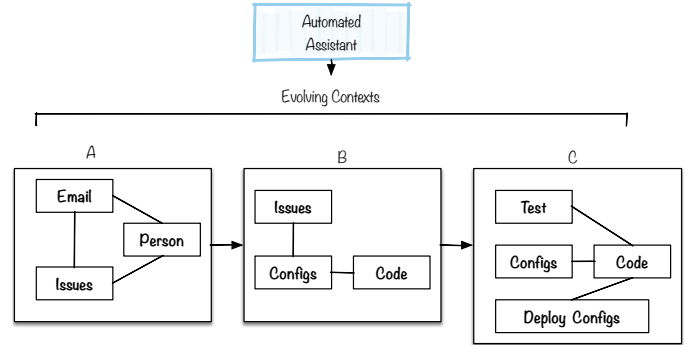 Automated
Assistant
Evolving Contexts
A
Email
Person
Issues
B
Issues
Configs
Code
C
Test
Configs
Code
Deploy Configs